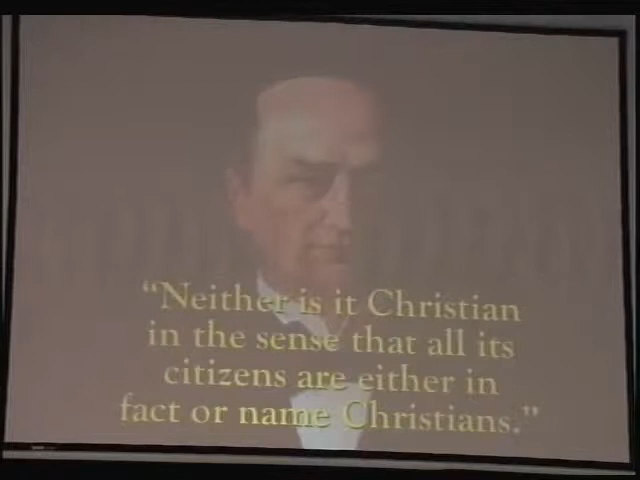 “Neither is it Christian
in the sense that all its
citizens are either in
fact or name Christians.”